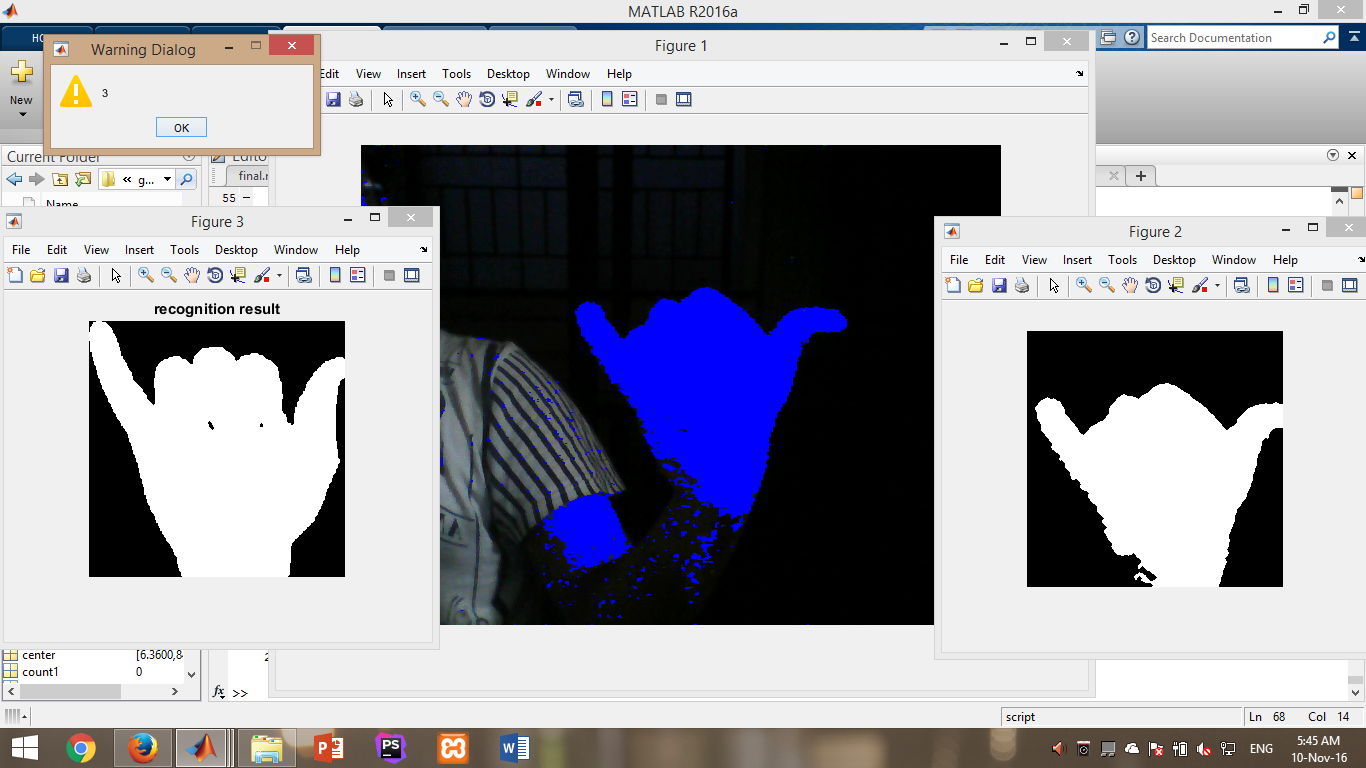 MATLAB R2016a
HO
Search Documentation
Warning Dialog
3
OK
New
Figure 1
Edit View Insert Tools Desktop Window Help
Current Folder
Edito
« g...
final.r
Name
55
Figure 3
File Edit View Insert Tools Desktop Window Help
recognition result
Figure 2
File Edit View Insert Tools Desktop Window Help
center [6.3600,84
count1 0
fx >>
script
Ln 68 Col 14
PS
ENG
5:45 AM
10-Nov-16